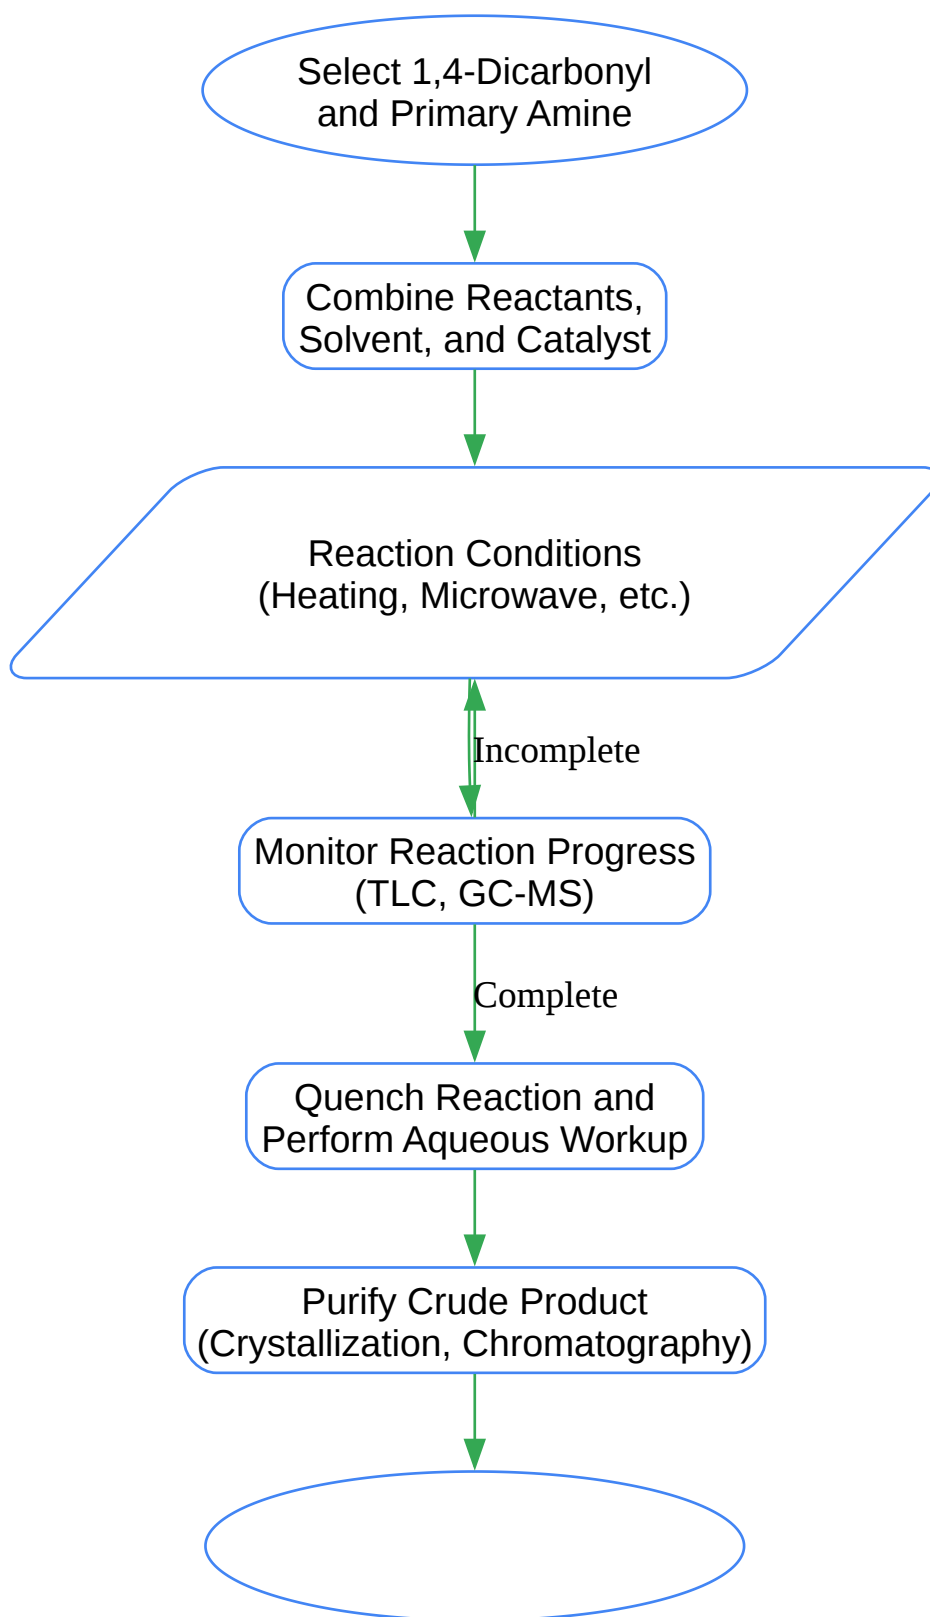 Select 1,4-Dicarbonyl
and Primary Amine
Combine Reactants,
Solvent, and Catalyst
Reaction Conditions
(Heating, Microwave, etc.)
Incomplete
Monitor Reaction Progress
(TLC, GC-MS)
Complete
Quench Reaction and
Perform Aqueous Workup
Purify Crude Product
(Crystallization, Chromatography)